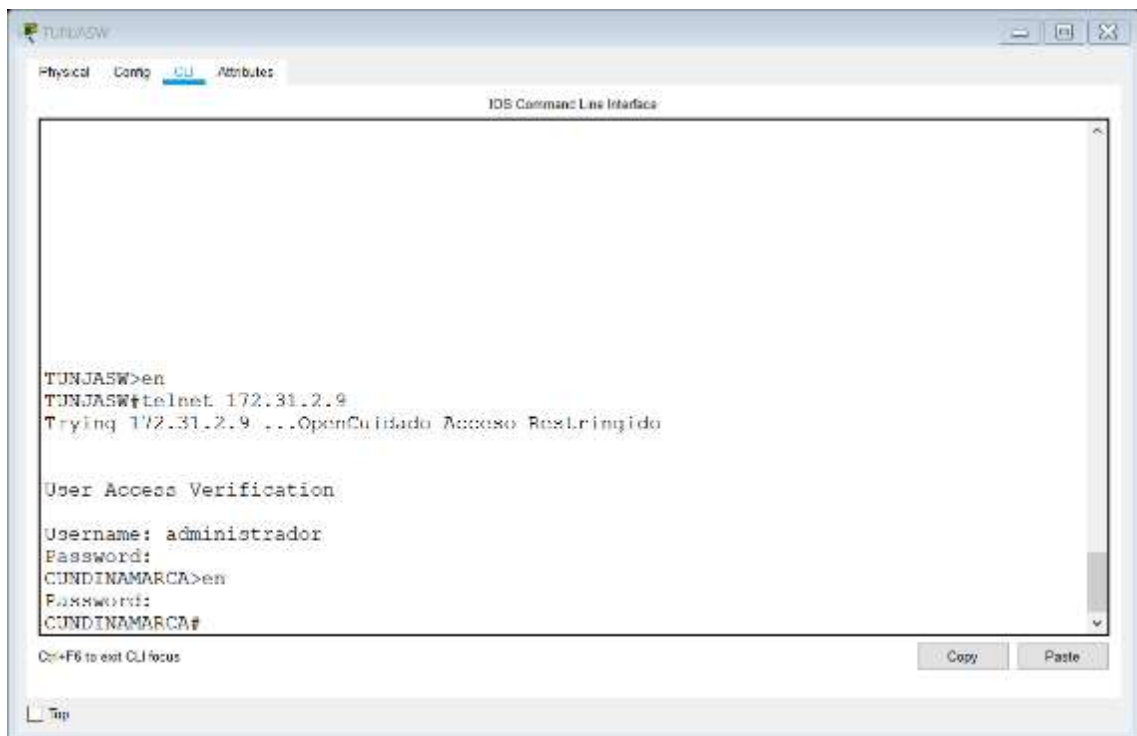 TUNJASW
Physical Config CLI Attributes
IOS Command Line Interface
TUNJASW>en
TUNJASW#telnet 172.31.2.9
Trying 172.31.2.9 ...OpenCuidado Acceso Restringido
User Access Verification
Username: administrador
Password:
CUNDINAMARCA>en
Password:
CUNDINAMARCA#
Ctrl+F6 to exit CLI focus
Copy Paste
Top